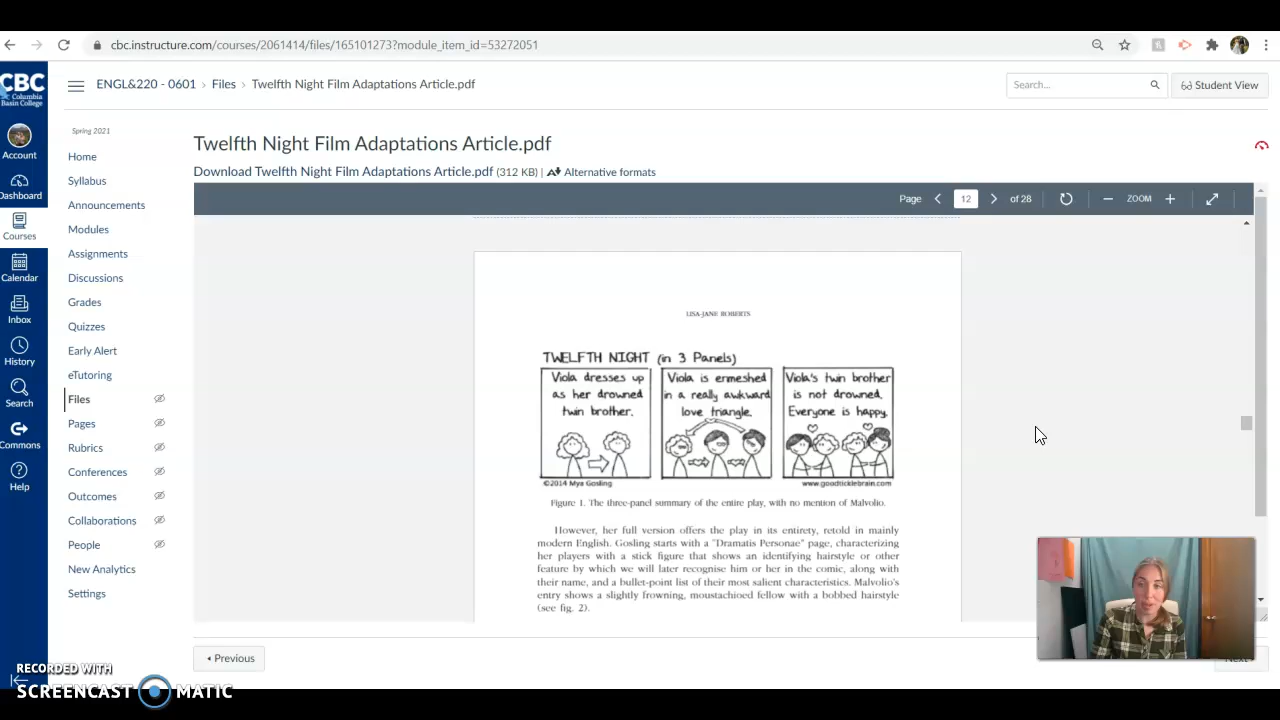 cbc.instructure.com/courses/2061414/files/165101273?module_item_id=53272051
CBC
Columbia
Basin College
ENGL&220 - 0601 › Files › Twelfth Night Film Adaptations Article.pdf
Search...
Student View
Account
Dashboard
Courses
Calendar
Inbox
History
Search
Commons
Help
Spring 2021
Home
Syllabus
Announcements
Modules
Assignments
Discussions
Grades
Quizzes
Early Alert
eTutoring
Files
Pages
Rubrics
Conferences
Outcomes
Collaborations
People
New Analytics
Settings
Twelfth Night Film Adaptations Article.pdf
Download Twelfth Night Film Adaptations Article.pdf (312 KB) | Alternative formats
Page 12 of 28 ZOOM
LISA-JANE ROBERTS
TWELFTH NIGHT (in 3 Panels)
Viola dresses up
as her drowned
twin brother.
Viola is enmeshed
in a really awkward
love triangle.
Viola's twin brother
is not drowned.
Everyone is happy.
©2014 Mya Gosling
www.goodticklebrain.com
Figure 1. The three-panel summary of the entire play, with no mention of Malvolio.
However, her full version offers the play in its entirety, retold in mainly
modern English. Gosling starts with a "Dramatis Personae" page, characterizing
her players with a stick figure that shows an identifying hairstyle or other
feature by which we will later recognise him or her in the comic, along with
their name, and a bullet-point list of their most salient characteristics. Malvolio's
entry shows a slightly frowning, moustachioed fellow with a bobbed hairstyle
(see fig. 2).
Previous
Next
RECORDED WITH
SCREENCAST MATIC